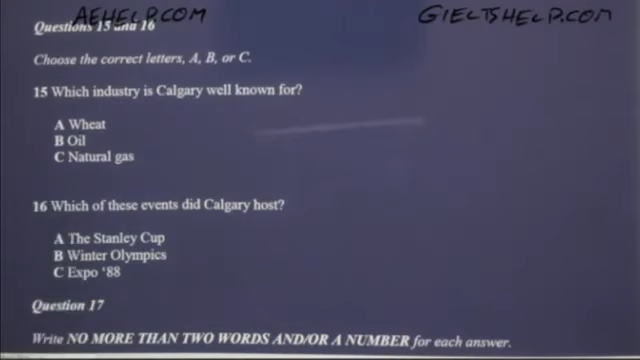 AEHELP.COM
GIELTSHELP.COM
Questions 15 and 16
Choose the correct letters, A, B, or C.
15 Which industry is Calgary well known for?
A Wheat
B Oil
C Natural gas
16 Which of these events did Calgary host?
A The Stanley Cup
B Winter Olympics
C Expo '88
Question 17
Write NO MORE THAN TWO WORDS AND/OR A NUMBER for each answer.